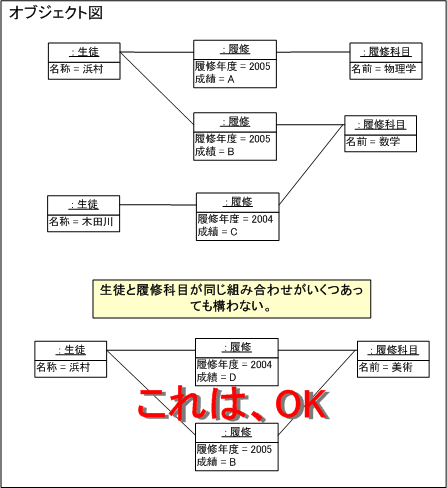 オブジェクト図
: 生徒
名称 = 浜村
: 履修
履修年度 = 2005
成績 = A
: 履修科目
名前 = 物理学
: 履修
履修年度 = 2005
成績 = B
: 履修科目
名前 = 数学
: 生徒
名称 = 木田川
: 履修
履修年度 = 2004
成績 = C
生徒と履修科目が同じ組み合わせがいくつあっ
ても構わない。
: 生徒
名称 = 浜村
: 履修
履修年度 = 2004
成績 = D
: 履修科目
名前 = 美術
これは、OK
: 履修
履修年度 = 2005
成績 = B